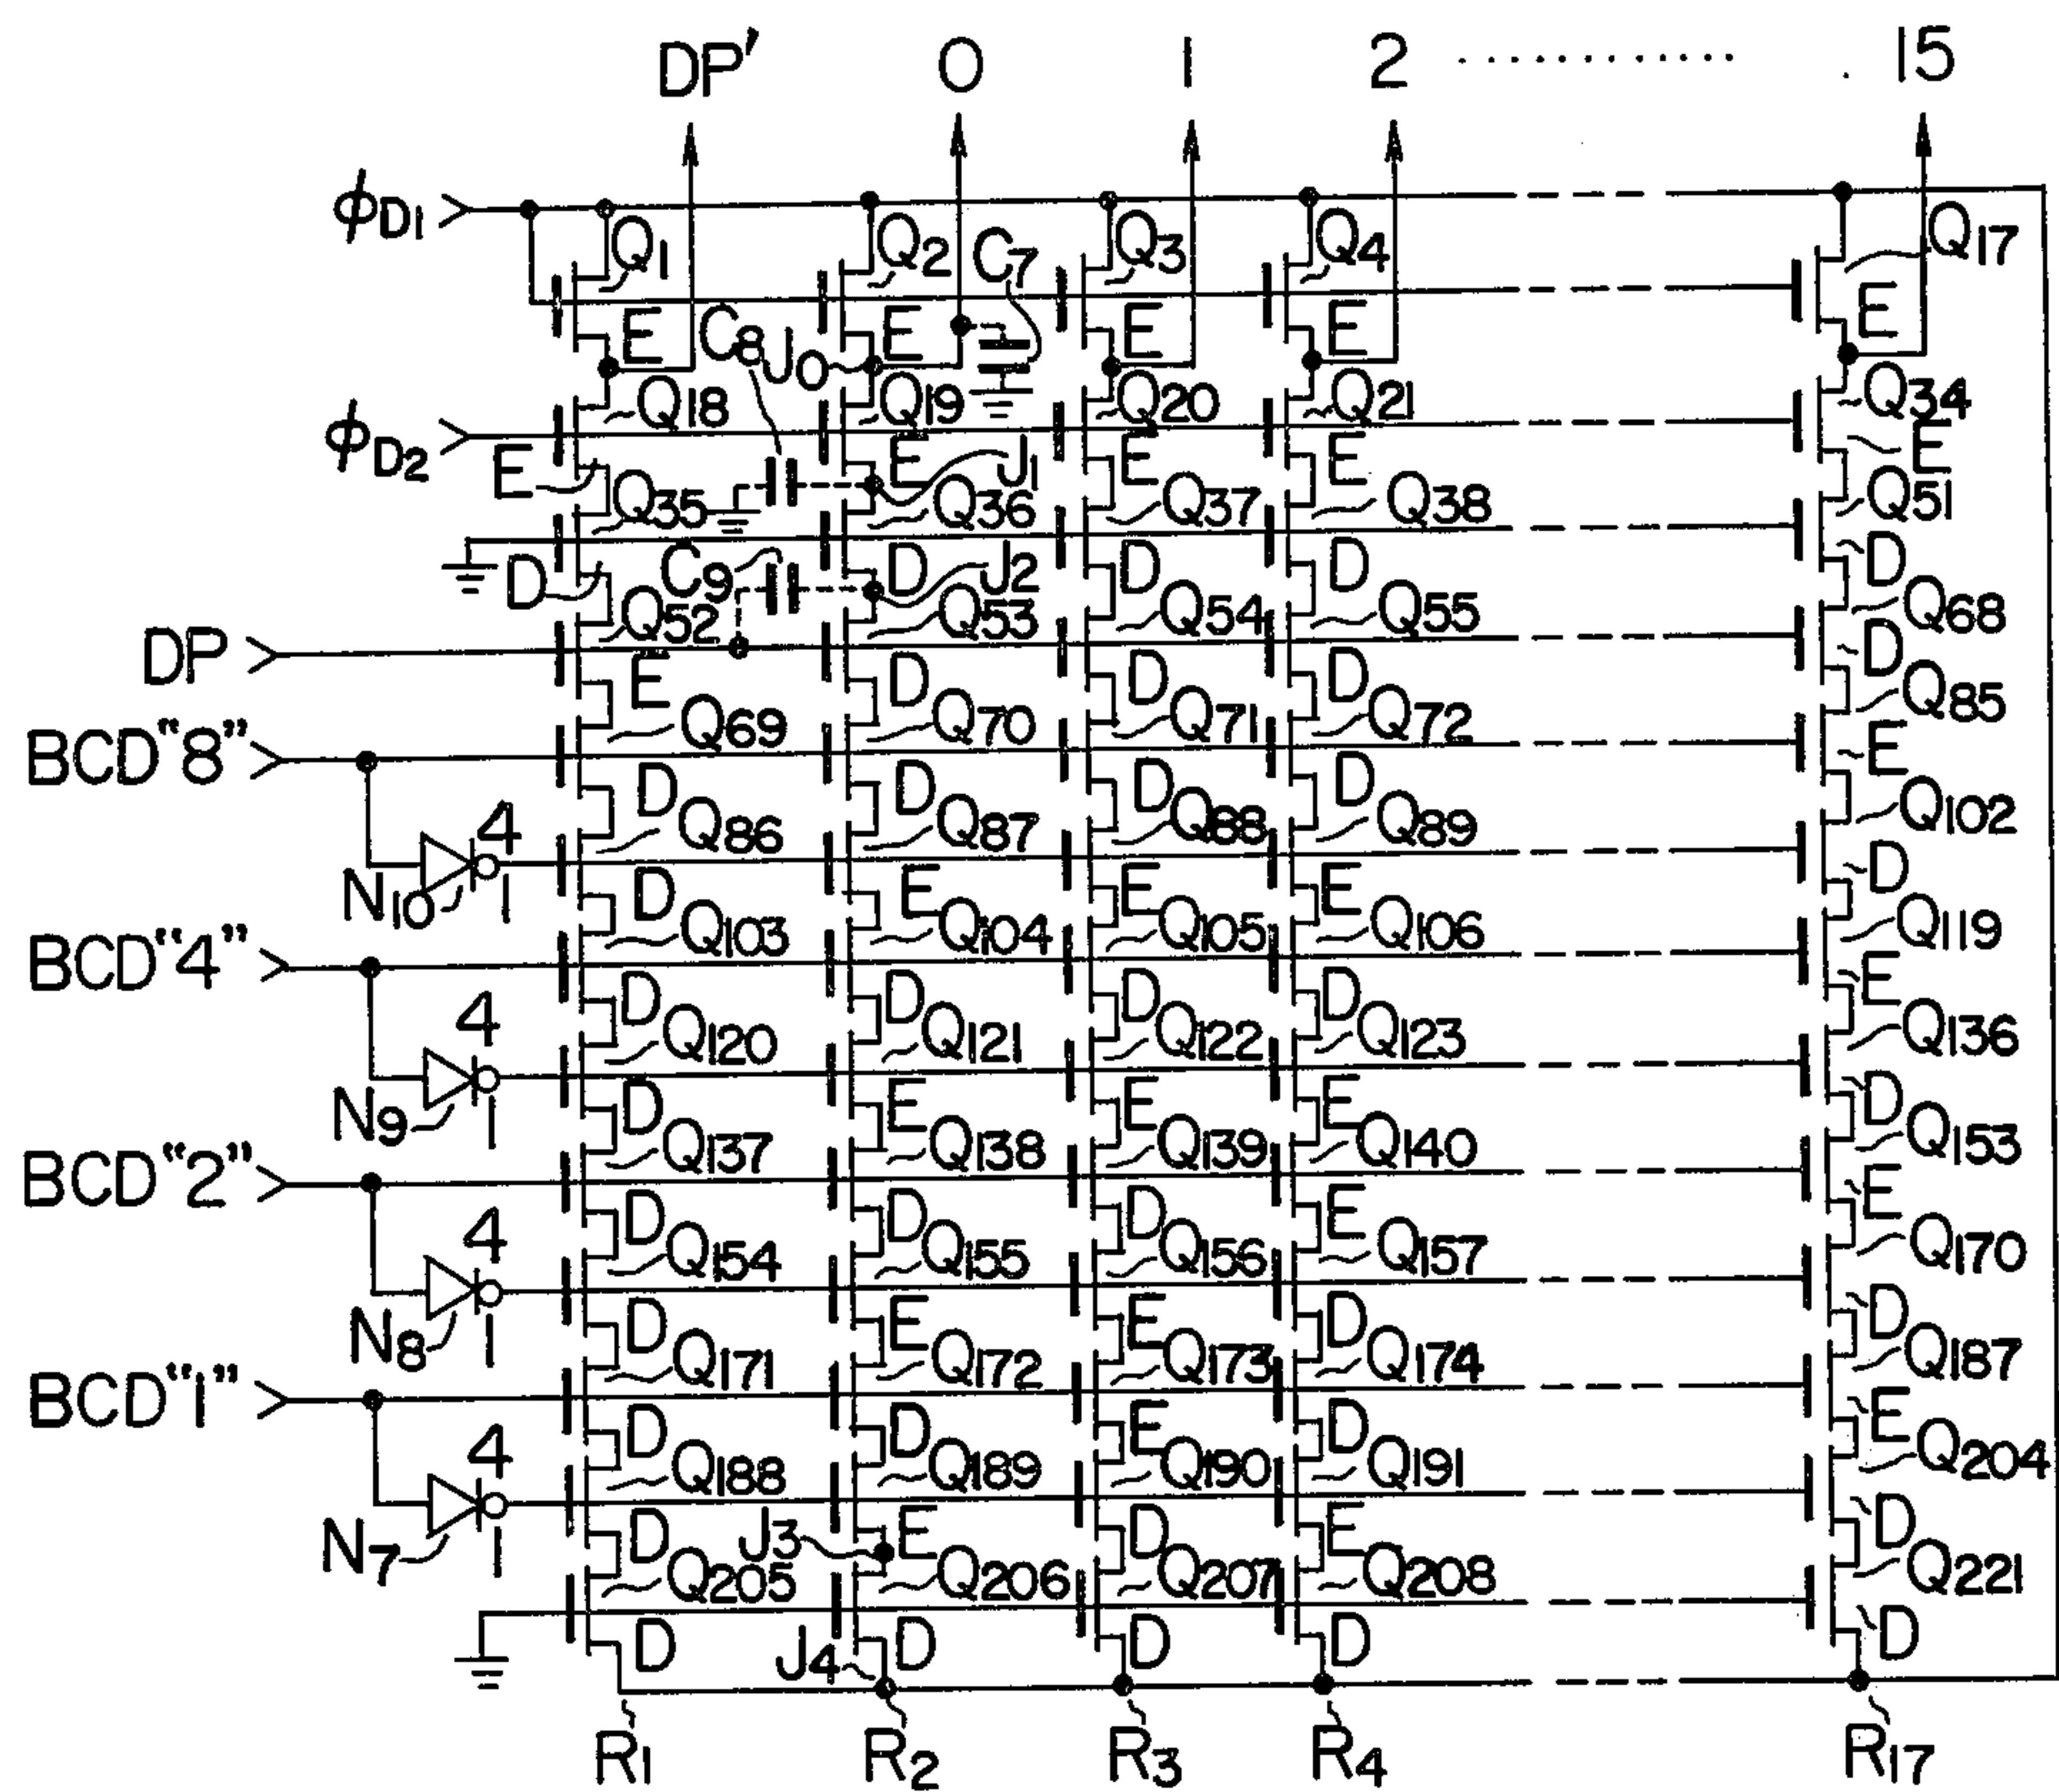 DP' 0 1 2 ............ 15
φD1 Q1 Q2 C7 Q3 Q4 Q17
E C8 J0 E E E E
Q18 Q19 Q20 Q21 Q34
φD2 E E J1 E E E
Q35 Q36 Q37 Q38 Q51
D C9 D J2 D D D
Q52 Q53 Q54 Q55 Q68
DP E D D D D
Q69 Q70 Q71 Q72 Q85
BCD"8" D D D D E
4 Q86 Q87 Q88 Q89 Q102
N10 1 D E E E D
Q103 Q104 Q105 Q106 Q119
BCD"4" D D D D E
4 Q120 Q121 Q122 Q123 Q136
N9 1 D E E E D
Q137 Q138 Q139 Q140 Q153
BCD"2" D D D E E
4 Q154 Q155 Q156 Q157 Q170
N8 1 D E E D D
Q171 Q172 Q173 Q174 Q187
BCD"1" D D E D E
4 Q188 Q189 Q190 Q191 Q204
N7 1 D J3 E D E D
Q205 Q206 Q207 Q208 Q221
D J4 D D D D
R1 R2 R3 R4 R17